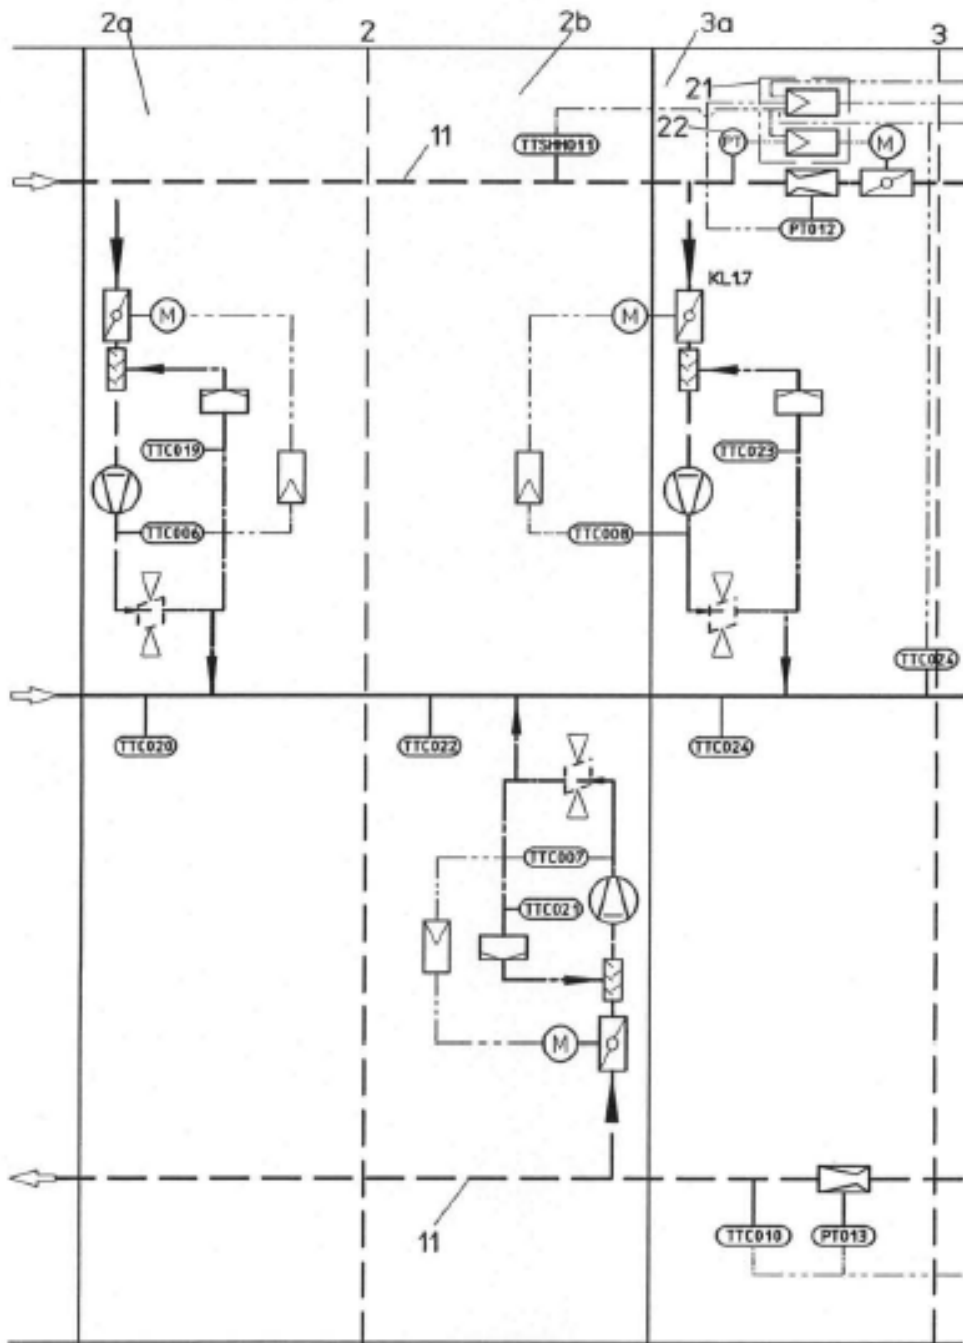 2a
2
2b
3a
3
21
11
TTSHH011
22
PT
M
PT012
KL1.7
M
M
TTC019
TTC023
TTC006
TTC008
TTC024
TTC020
TTC022
TTC024
TTC007
TTC021
M
11
TTC010
PT013